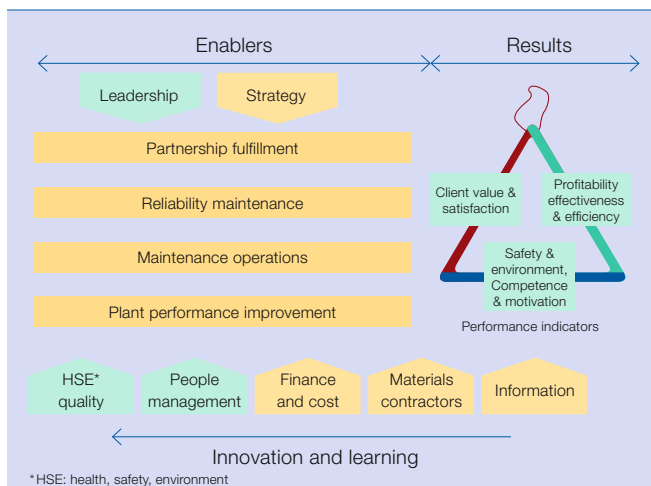 Enablers
Results
Leadership
Strategy
Partnership fulfillment
Reliability maintenance
Maintenance operations
Plant performance improvement
Client value &
satisfaction
Profitability
effectiveness
& efficiency
Safety &
environment,
Competence
& motivation
Performance indicators
HSE*
quality
People
management
Finance
and cost
Materials
contractors
Information
Innovation and learning
*HSE: health, safety, environment